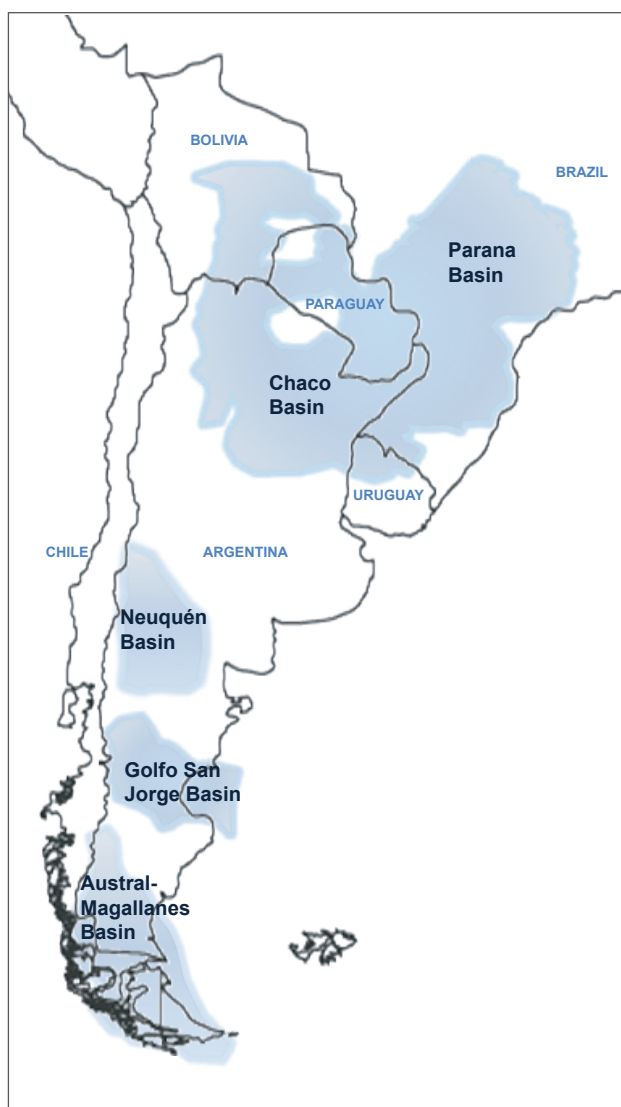 BOLIVIA
BRAZIL
Parana
Basin
PARAGUAY
Chaco
Basin
URUGUAY
CHILE
ARGENTINA
Neuquén
Basin
Golfo San
Jorge Basin
Austral-
Magallanes
Basin